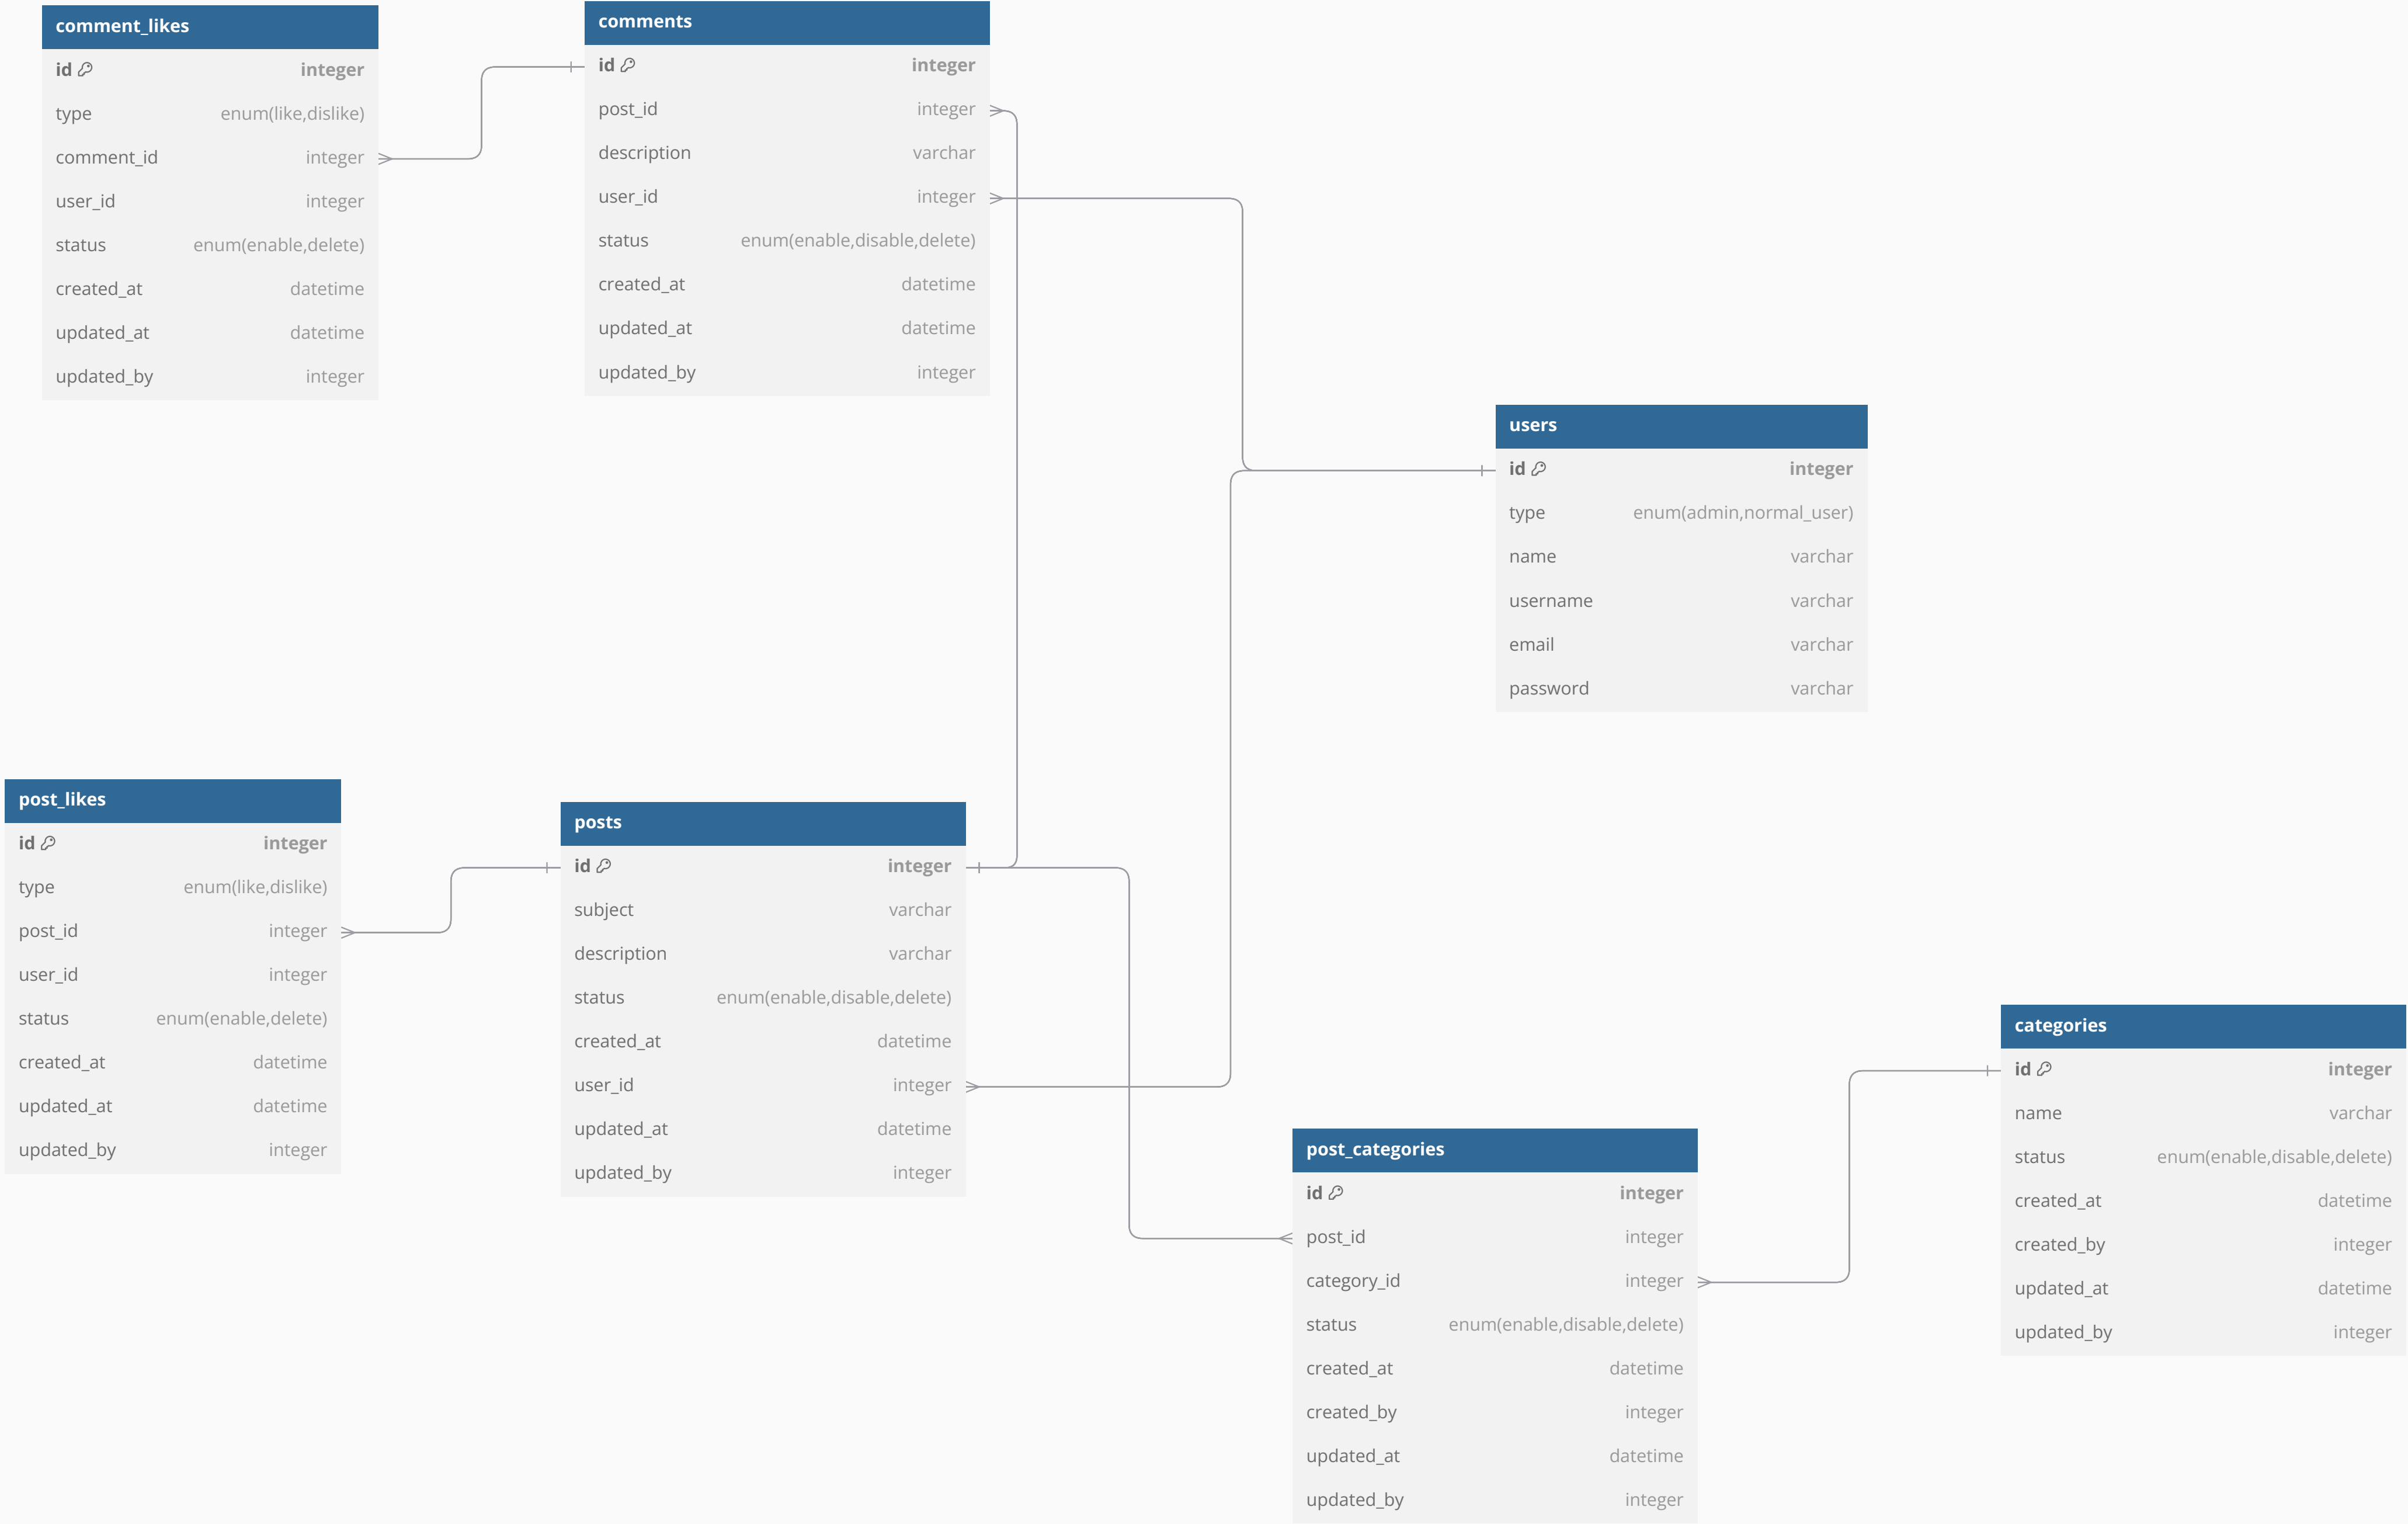 comment_likes
id integer
type enum(like,dislike)
comment_id integer
user_id integer
status enum(enable,delete)
created_at datetime
updated_at datetime
updated_by integer
comments
id integer
post_id integer
description varchar
user_id integer
status enum(enable,disable,delete)
created_at datetime
updated_at datetime
updated_by integer
users
id integer
type enum(admin,normal_user)
name varchar
username varchar
email varchar
password varchar
post_likes
id integer
type enum(like,dislike)
post_id integer
user_id integer
status enum(enable,delete)
created_at datetime
updated_at datetime
updated_by integer
posts
id integer
subject varchar
description varchar
status enum(enable,disable,delete)
created_at datetime
user_id integer
updated_at datetime
updated_by integer
post_categories
id integer
post_id integer
category_id integer
status enum(enable,disable,delete)
created_at datetime
created_by integer
updated_at datetime
updated_by integer
categories
id integer
name varchar
status enum(enable,disable,delete)
created_at datetime
created_by integer
updated_at datetime
updated_by integer